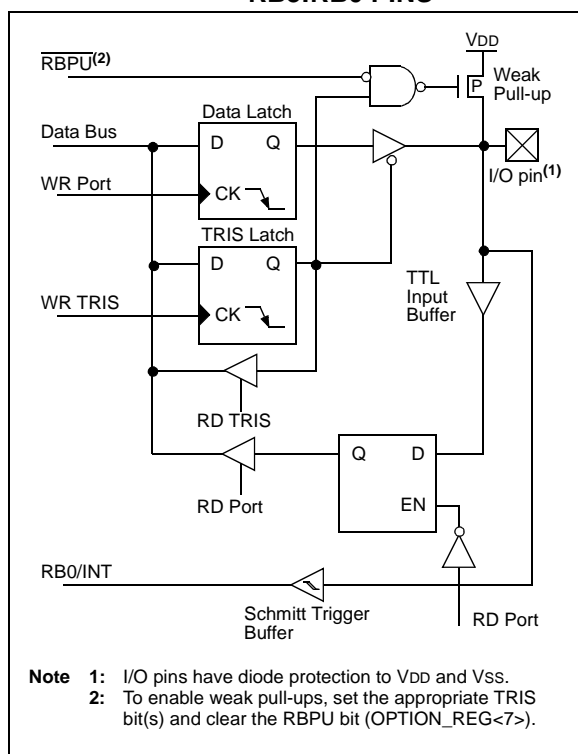 RBPU(2)
VDD
Weak
Pull-up
P
Data Latch
Data Bus
D Q
I/O pin(1)
WR Port
CK
TRIS Latch
D Q
TTL
Input
Buffer
WR TRIS
CK
RD TRIS
Q D
RD Port
EN
RB0/INT
Schmitt Trigger
Buffer
RD Port
Note 1: I/O pins have diode protection to VDD and VSS.
2: To enable weak pull-ups, set the appropriate TRIS
bit(s) and clear the RBPU bit (OPTION_REG<7>).